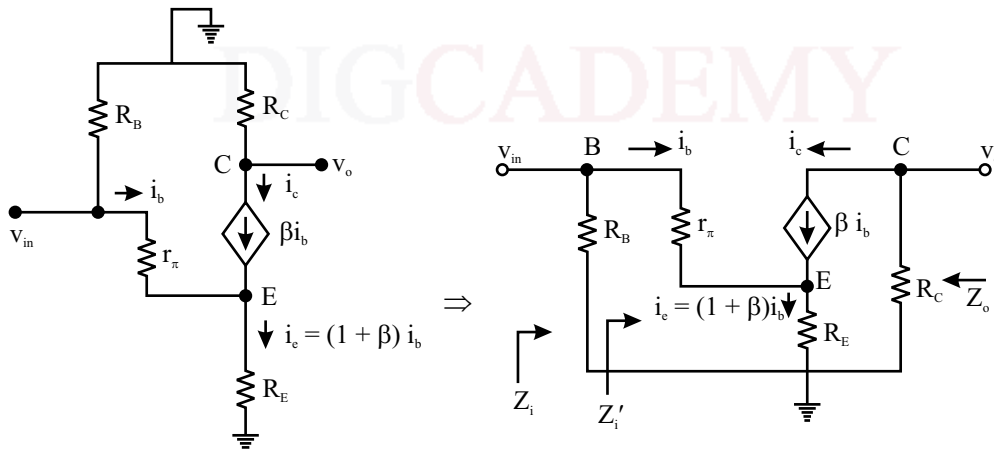 DIGCADEMY
R_B
R_C
C
v_o
i_b
i_c
v_in
r_π
βi_b
E
i_e = (1 + β) i_b
R_E
⇒
v_in
B
i_b
i_c
C
v
R_B
r_π
β i_b
E
R_C
Z_o
i_e = (1 + β)i_b
R_E
Z_i
Z_i′